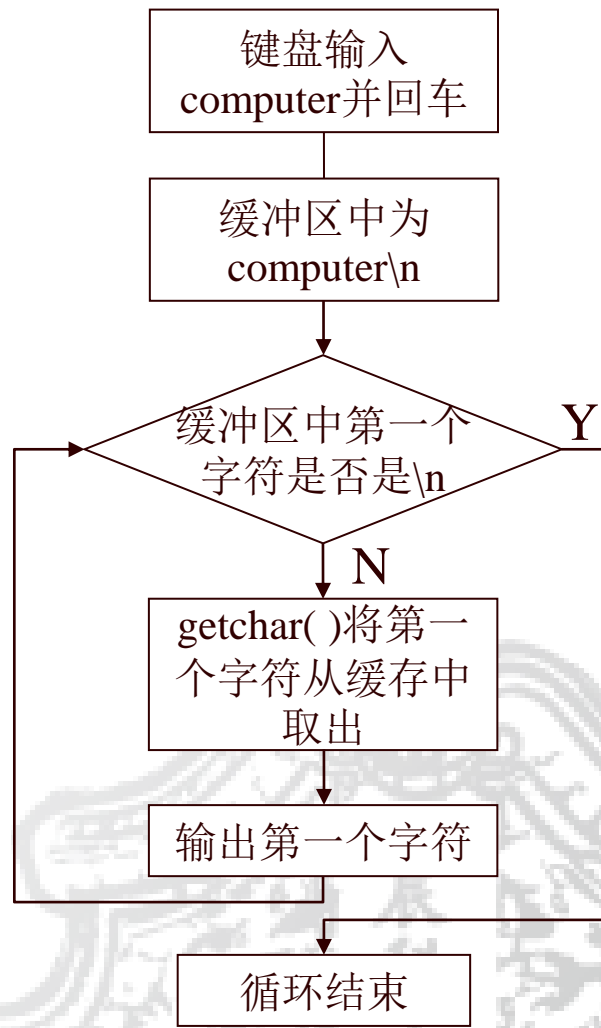 键盘输入
computer并回车
缓冲区中为
computer\n
缓冲区中第一个
字符是否是\n
Y
N
getchar( )将第一
个字符从缓存中
取出
输出第一个字符
循环结束